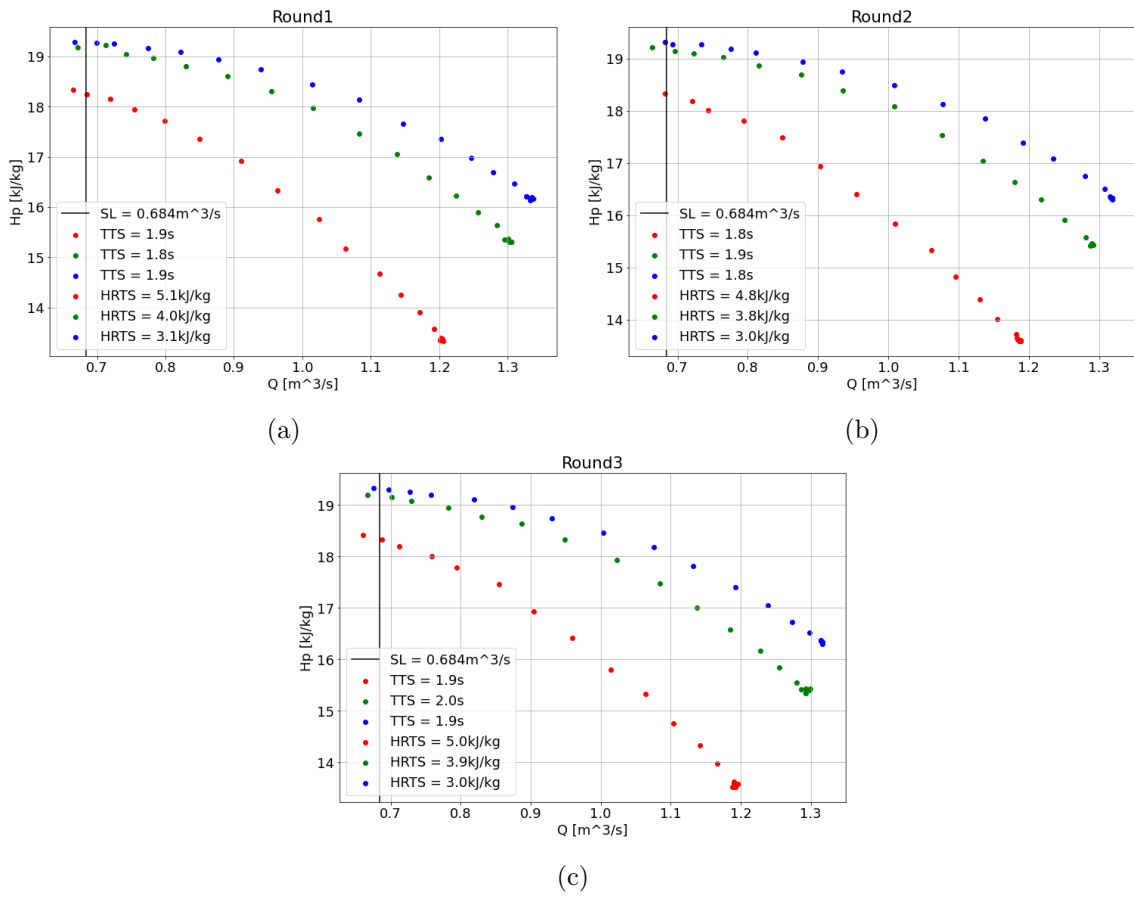 Round1
Hp [kJ/kg]
19
18
17
16
15
14
SL = 0.684m^3/s
TTS = 1.9s
TTS = 1.8s
TTS = 1.9s
HRTS = 5.1kJ/kg
HRTS = 4.0kJ/kg
HRTS = 3.1kJ/kg
0.7 0.8 0.9 1.0 1.1 1.2 1.3
Q [m^3/s]
(a)
Round2
Hp [kJ/kg]
19
18
17
16
15
14
SL = 0.684m^3/s
TTS = 1.8s
TTS = 1.9s
TTS = 1.8s
HRTS = 4.8kJ/kg
HRTS = 3.8kJ/kg
HRTS = 3.0kJ/kg
0.7 0.8 0.9 1.0 1.1 1.2 1.3
Q [m^3/s]
(b)
Round3
Hp [kJ/kg]
19
18
17
16
15
14
SL = 0.684m^3/s
TTS = 1.9s
TTS = 2.0s
TTS = 1.9s
HRTS = 5.0kJ/kg
HRTS = 3.9kJ/kg
HRTS = 3.0kJ/kg
0.7 0.8 0.9 1.0 1.1 1.2 1.3
Q [m^3/s]
(c)